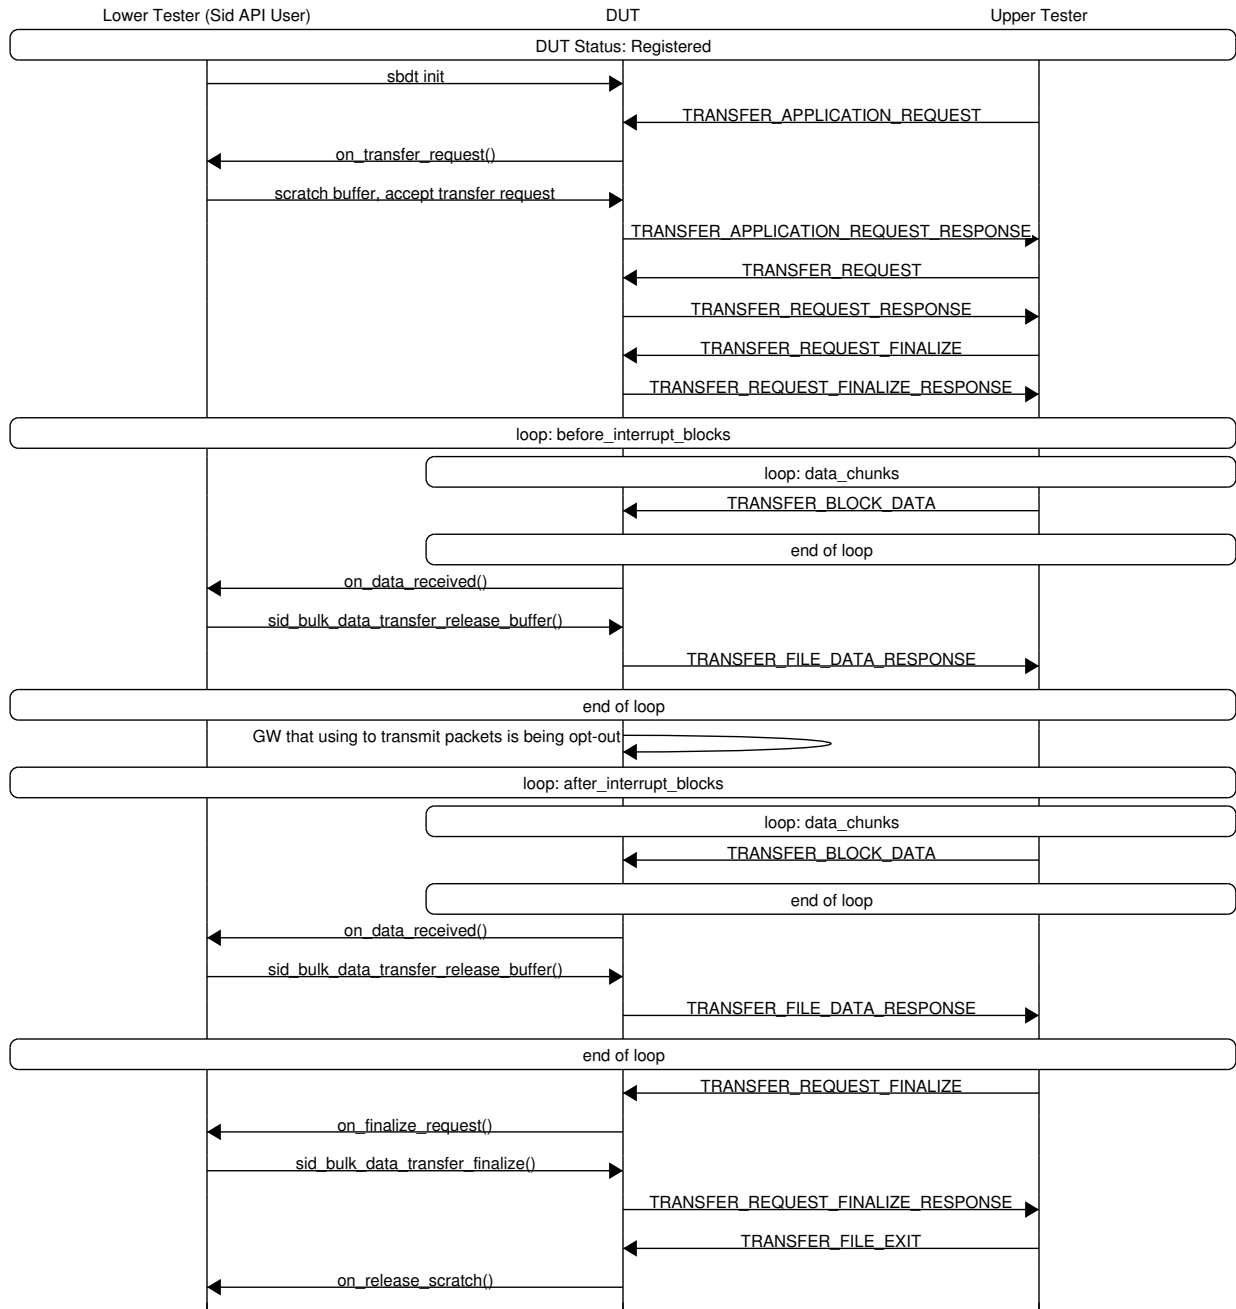 Lower Tester (Sid API User)
DUT
Upper Tester
DUT Status: Registered
sbdt init
TRANSFER_APPLICATION_REQUEST
on_transfer_request()
scratch buffer, accept transfer request
TRANSFER_APPLICATION_REQUEST_RESPONSE
TRANSFER_REQUEST
TRANSFER_REQUEST_RESPONSE
TRANSFER_REQUEST_FINALIZE
TRANSFER_REQUEST_FINALIZE_RESPONSE
loop: before_interrupt_blocks
loop: data_chunks
TRANSFER_BLOCK_DATA
end of loop
on_data_received()
sid_bulk_data_transfer_release_buffer()
TRANSFER_FILE_DATA_RESPONSE
end of loop
GW that using to transmit packets is being opt-out
loop: after_interrupt_blocks
loop: data_chunks
TRANSFER_BLOCK_DATA
end of loop
on_data_received()
sid_bulk_data_transfer_release_buffer()
TRANSFER_FILE_DATA_RESPONSE
end of loop
TRANSFER_REQUEST_FINALIZE
on_finalize_request()
sid_bulk_data_transfer_finalize()
TRANSFER_REQUEST_FINALIZE_RESPONSE
TRANSFER_FILE_EXIT
on_release_scratch()